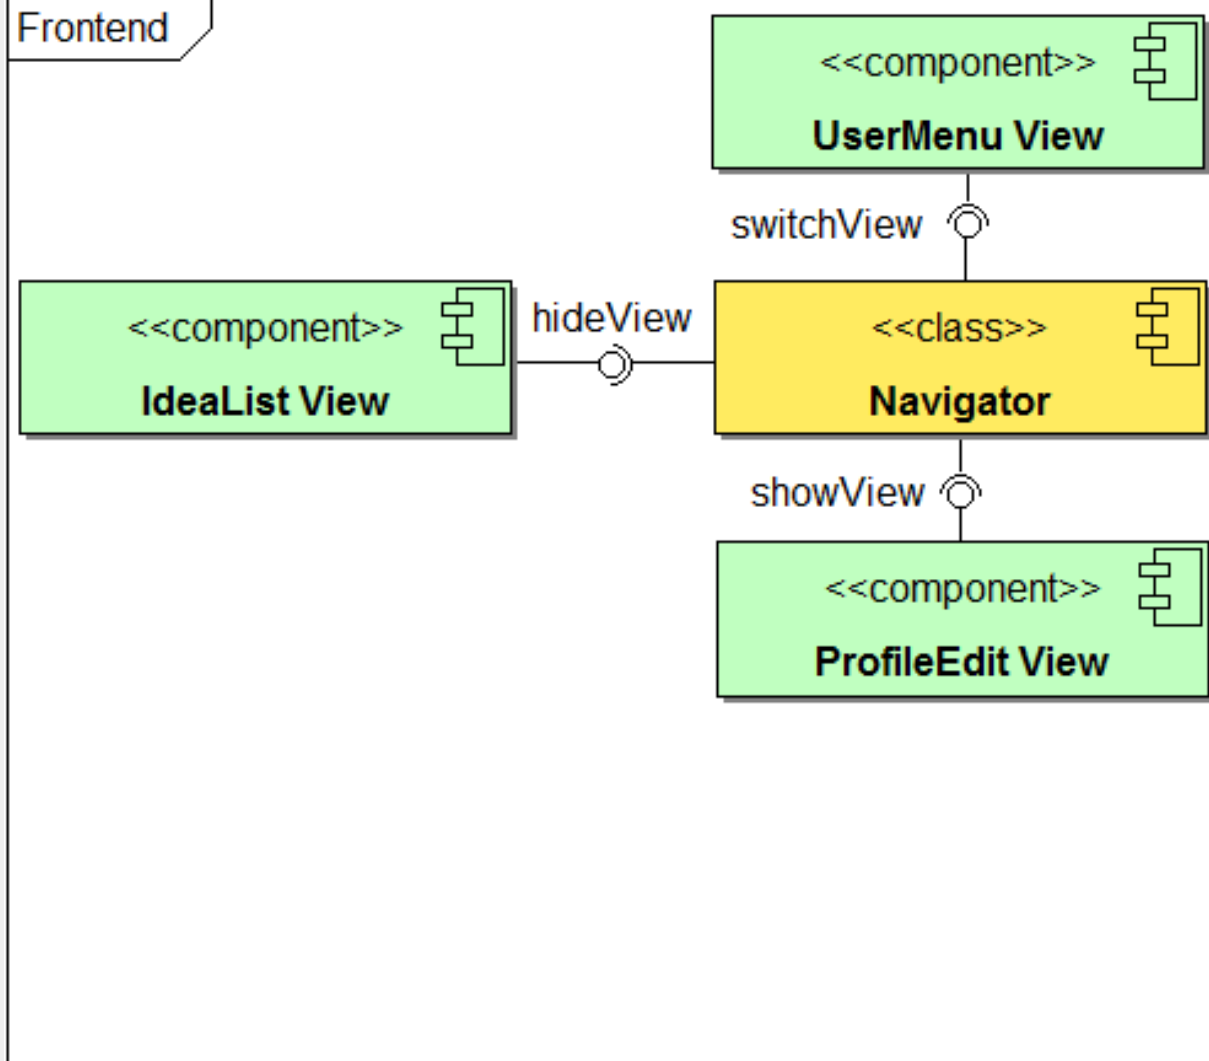 Frontend
<<component>>
UserMenu View
switchView
<<component>>
IdeaList View
hideView
<<class>>
Navigator
showView
<<component>>
ProfileEdit View